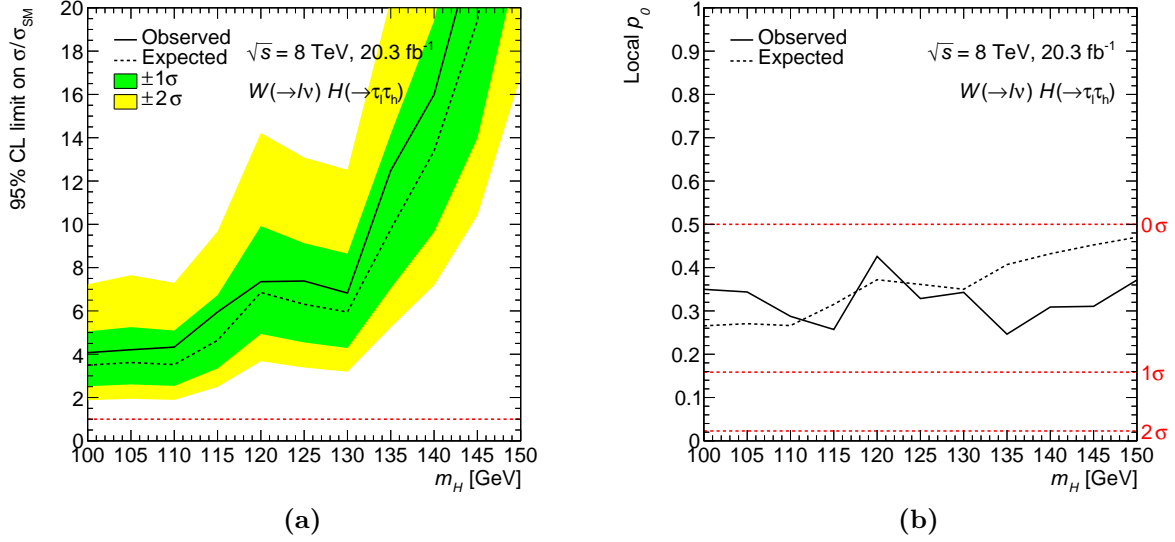 95% CL limit on σ/σSM
20
18
16
14
12
10
8
6
4
2
0
Observed
Expected
±1σ
±2σ
√s = 8 TeV, 20.3 fb-1
W(→lν) H(→τlτh)
100 105 110 115 120 125 130 135 140 145 150
mH [GeV]
(a)
Local p0
1
0.9
0.8
0.7
0.6
0.5
0.4
0.3
0.2
0.1
0
Observed
Expected
√s = 8 TeV, 20.3 fb-1
W(→lν) H(→τlτh)
0σ
1σ
2σ
100 105 110 115 120 125 130 135 140 145 150
mH [GeV]
(b)